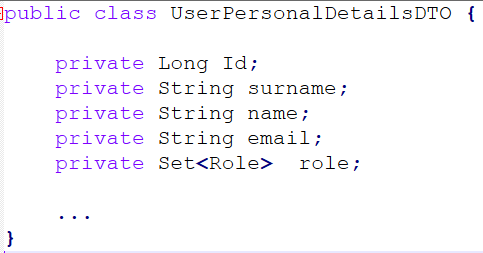 public class UserPersonalDetailsDTO {
private Long Id;
private String surname;
private String name;
private String email;
private Set<Role>  role;
...
}